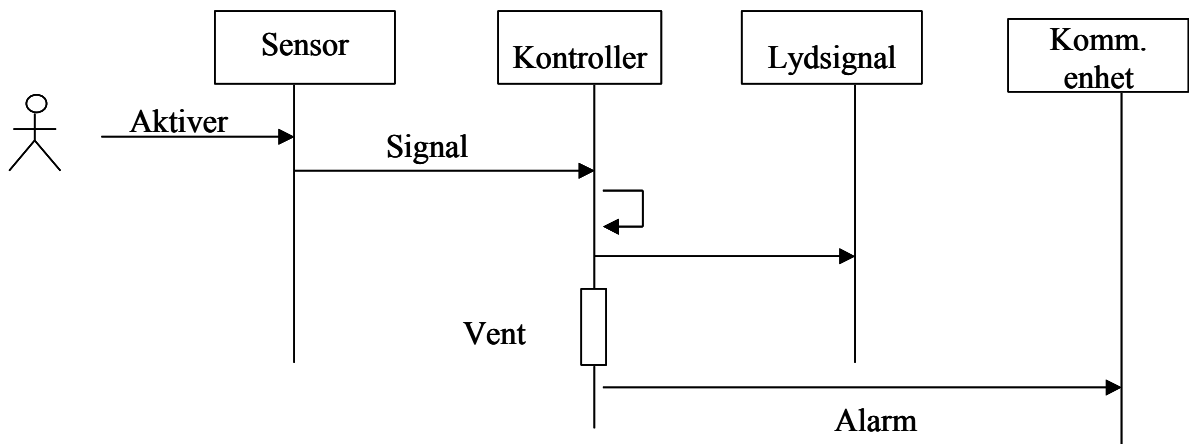 Sensor
Kontroller
Lydsignal
Komm.
enhet
Aktiver
Signal
Vent
Alarm